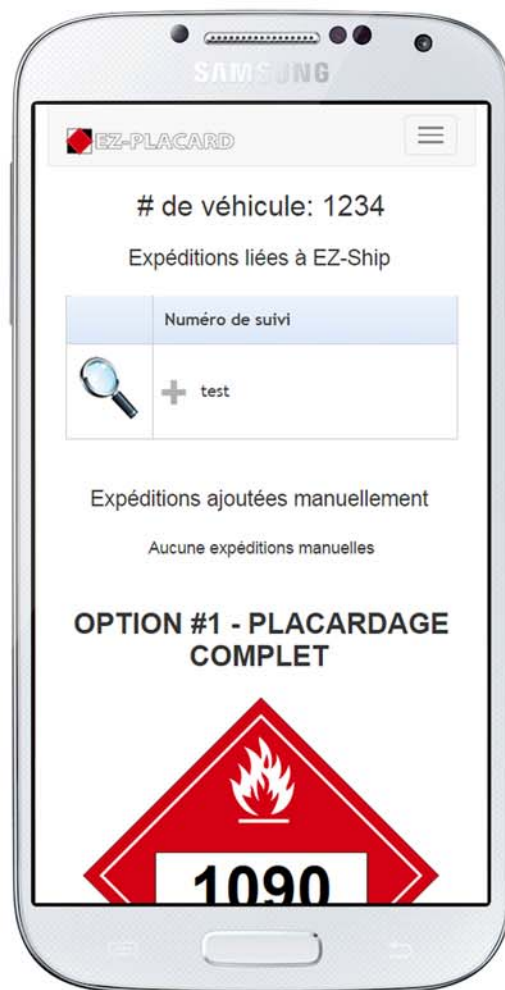 SAMSUNG
EZ-PLACARD
# de véhicule: 1234
Expéditions liées à EZ-Ship
Numéro de suivi
test
Expéditions ajoutées manuellement
Aucune expéditions manuelles
OPTION #1 - PLACARDAGE
COMPLET
1090